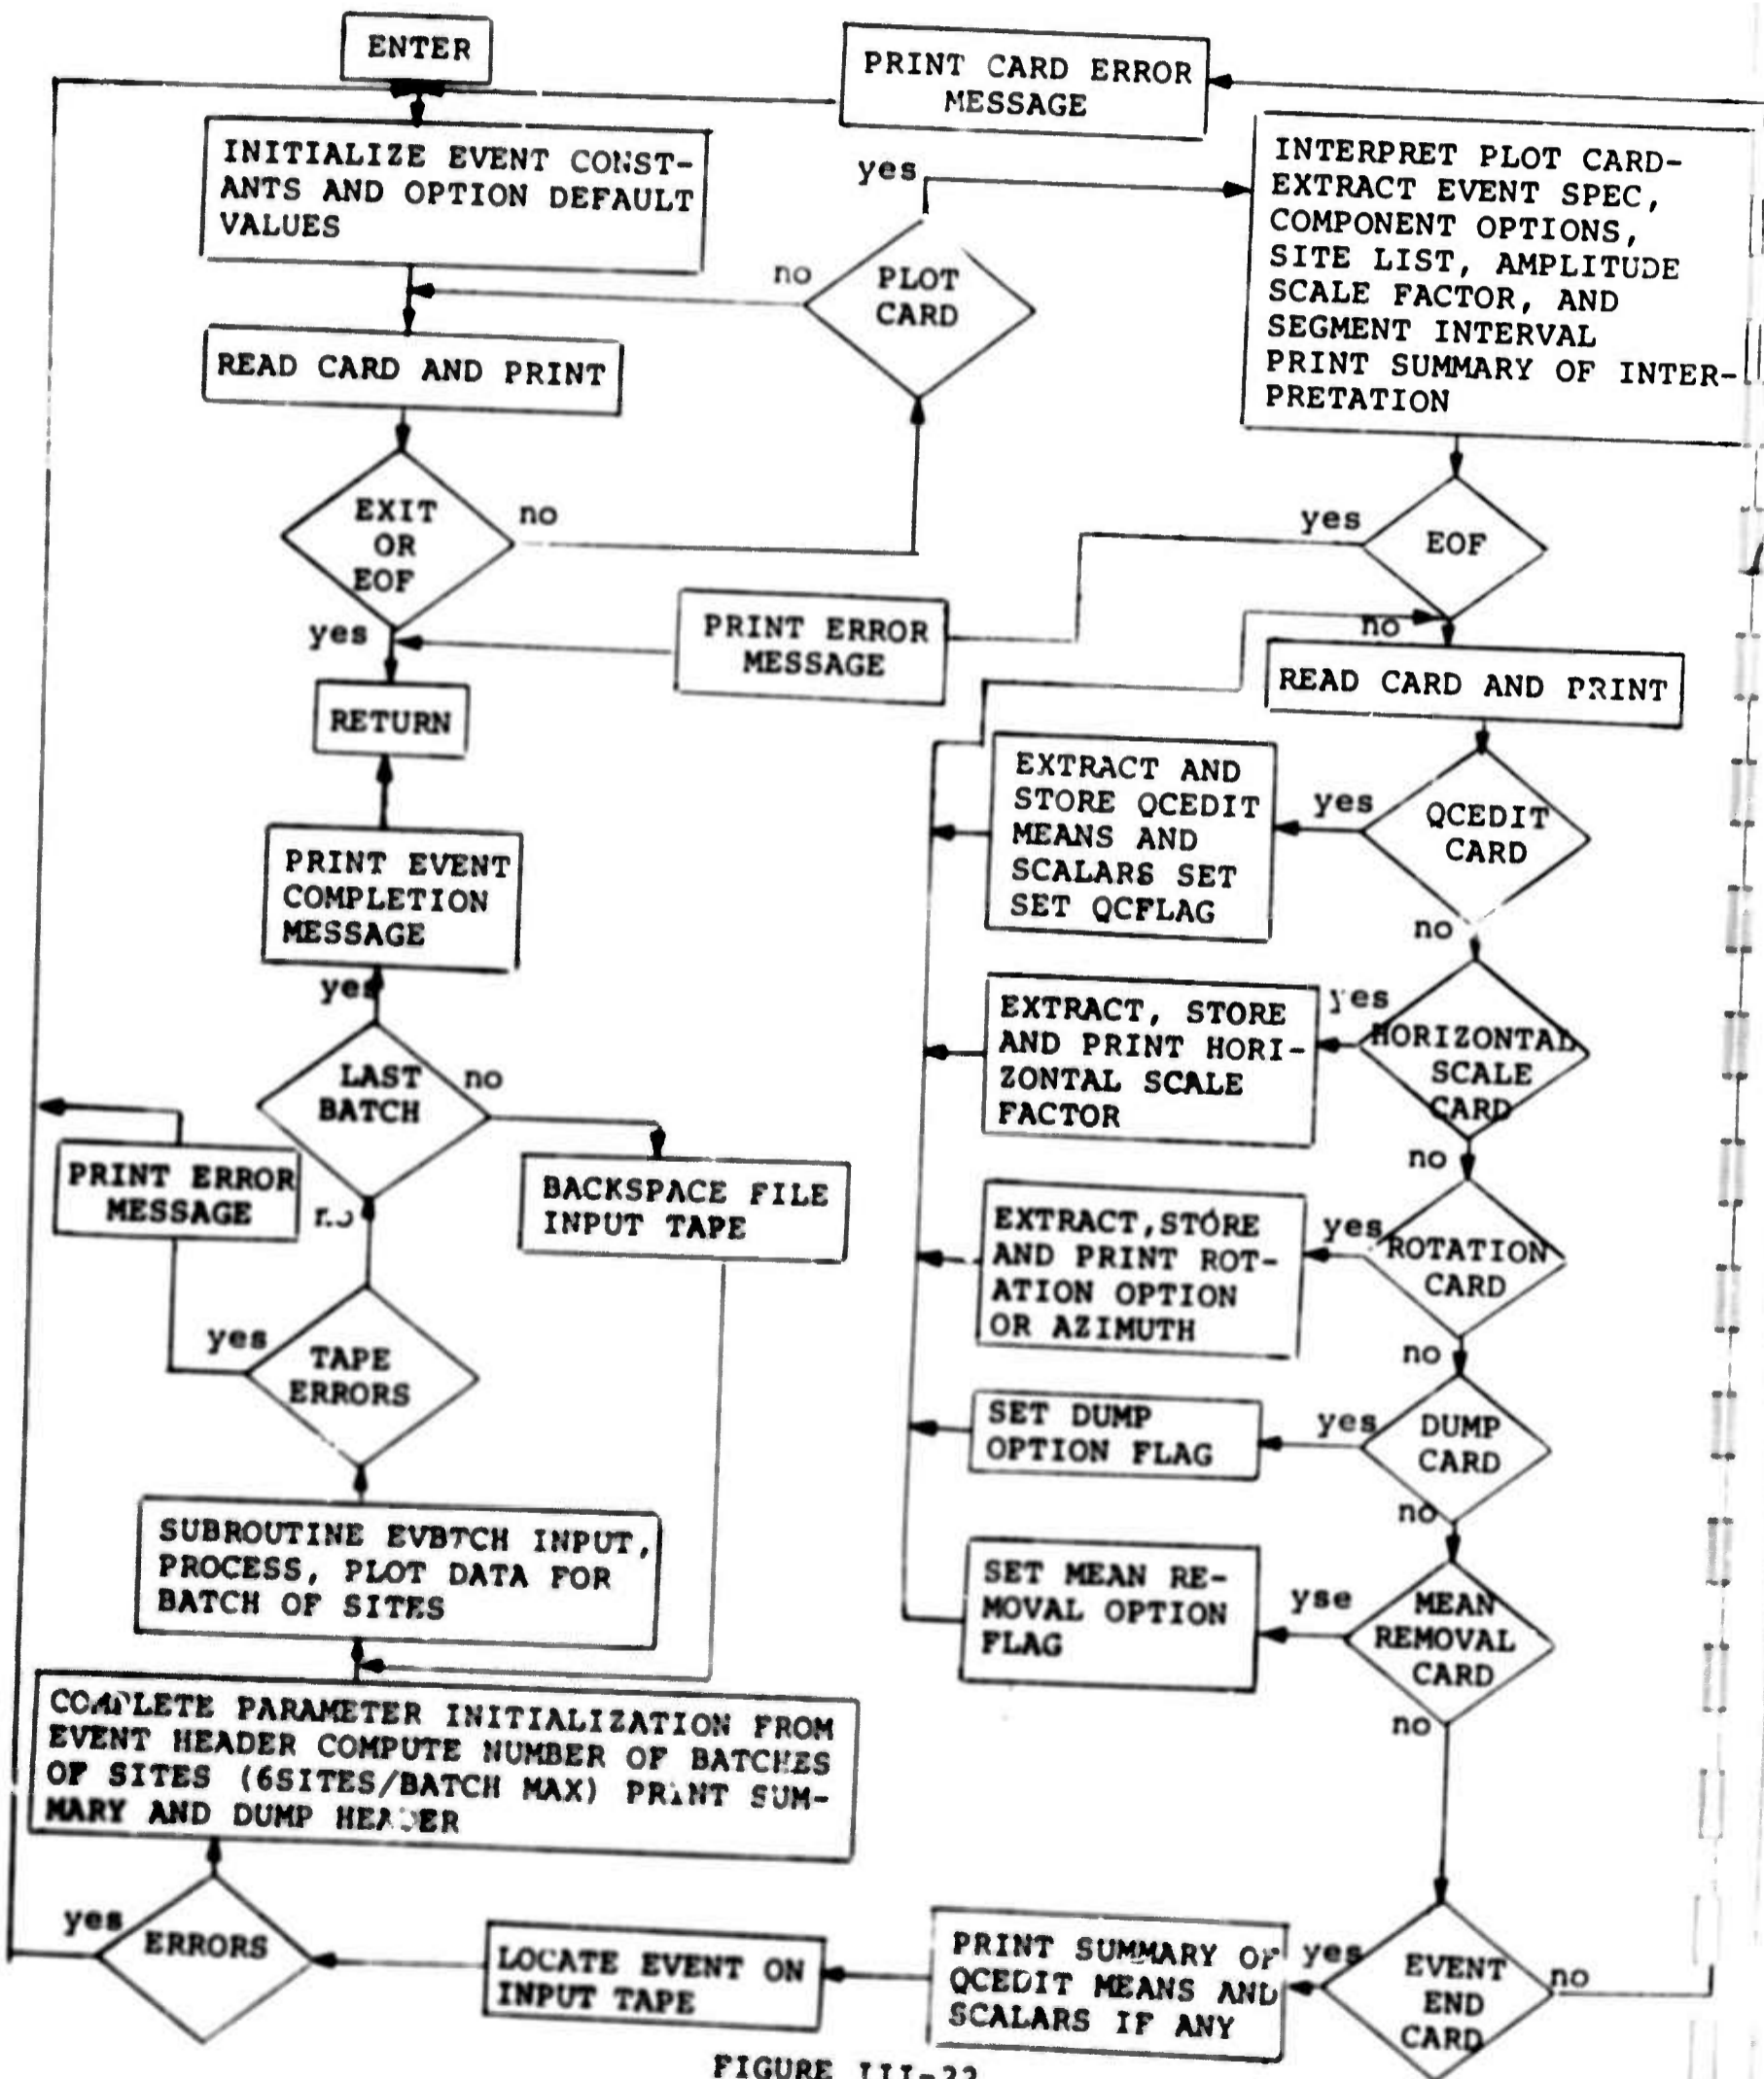 ENTER
PRINT CARD ERROR
MESSAGE
INITIALIZE EVENT CONST-
ANTS AND OPTION DEFAULT
VALUES
yes
INTERPRET PLOT CARD-
EXTRACT EVENT SPEC,
COMPONENT OPTIONS,
SITE LIST, AMPLITUDE
SCALE FACTOR, AND
SEGMENT INTERVAL
PRINT SUMMARY OF INTER-
PRETATION
no
PLOT
CARD
READ CARD AND PRINT
EXIT
OR
EOF
no
yes
EOF
yes
PRINT ERROR
MESSAGE
no
READ CARD AND PRINT
RETURN
EXTRACT AND
STORE QCEDIT
MEANS AND
SCALARS SET
SET QCFLAG
yes
QCEDIT
CARD
no
PRINT EVENT
COMPLETION
MESSAGE
yes
EXTRACT, STORE
AND PRINT HORI-
ZONTAL SCALE
FACTOR
yes
HORIZONTAL
SCALE
CARD
no
LAST
BATCH
no
PRINT ERROR
MESSAGE
no
BACKSPACE FILE
INPUT TAPE
EXTRACT,STORE
AND PRINT ROT-
ATION OPTION
OR AZIMUTH
yes
ROTATION
CARD
no
yes
TAPE
ERRORS
SET DUMP
OPTION FLAG
yes
DUMP
CARD
no
SUBROUTINE EVBTCH INPUT,
PROCESS, PLOT DATA FOR
BATCH OF SITES
SET MEAN RE-
MOVAL OPTION
FLAG
yse
MEAN
REMOVAL
CARD
no
COMPLETE PARAMETER INITIALIZATION FROM
EVENT HEADER COMPUTE NUMBER OF BATCHES
OF SITES (6SITES/BATCH MAX) PRINT SUM-
MARY AND DUMP HEADER
yes
ERRORS
LOCATE EVENT ON
INPUT TAPE
PRINT SUMMARY OF
QCEDIT MEANS AND
SCALARS IF ANY
yes
EVENT
END
CARD
no
FIGURE